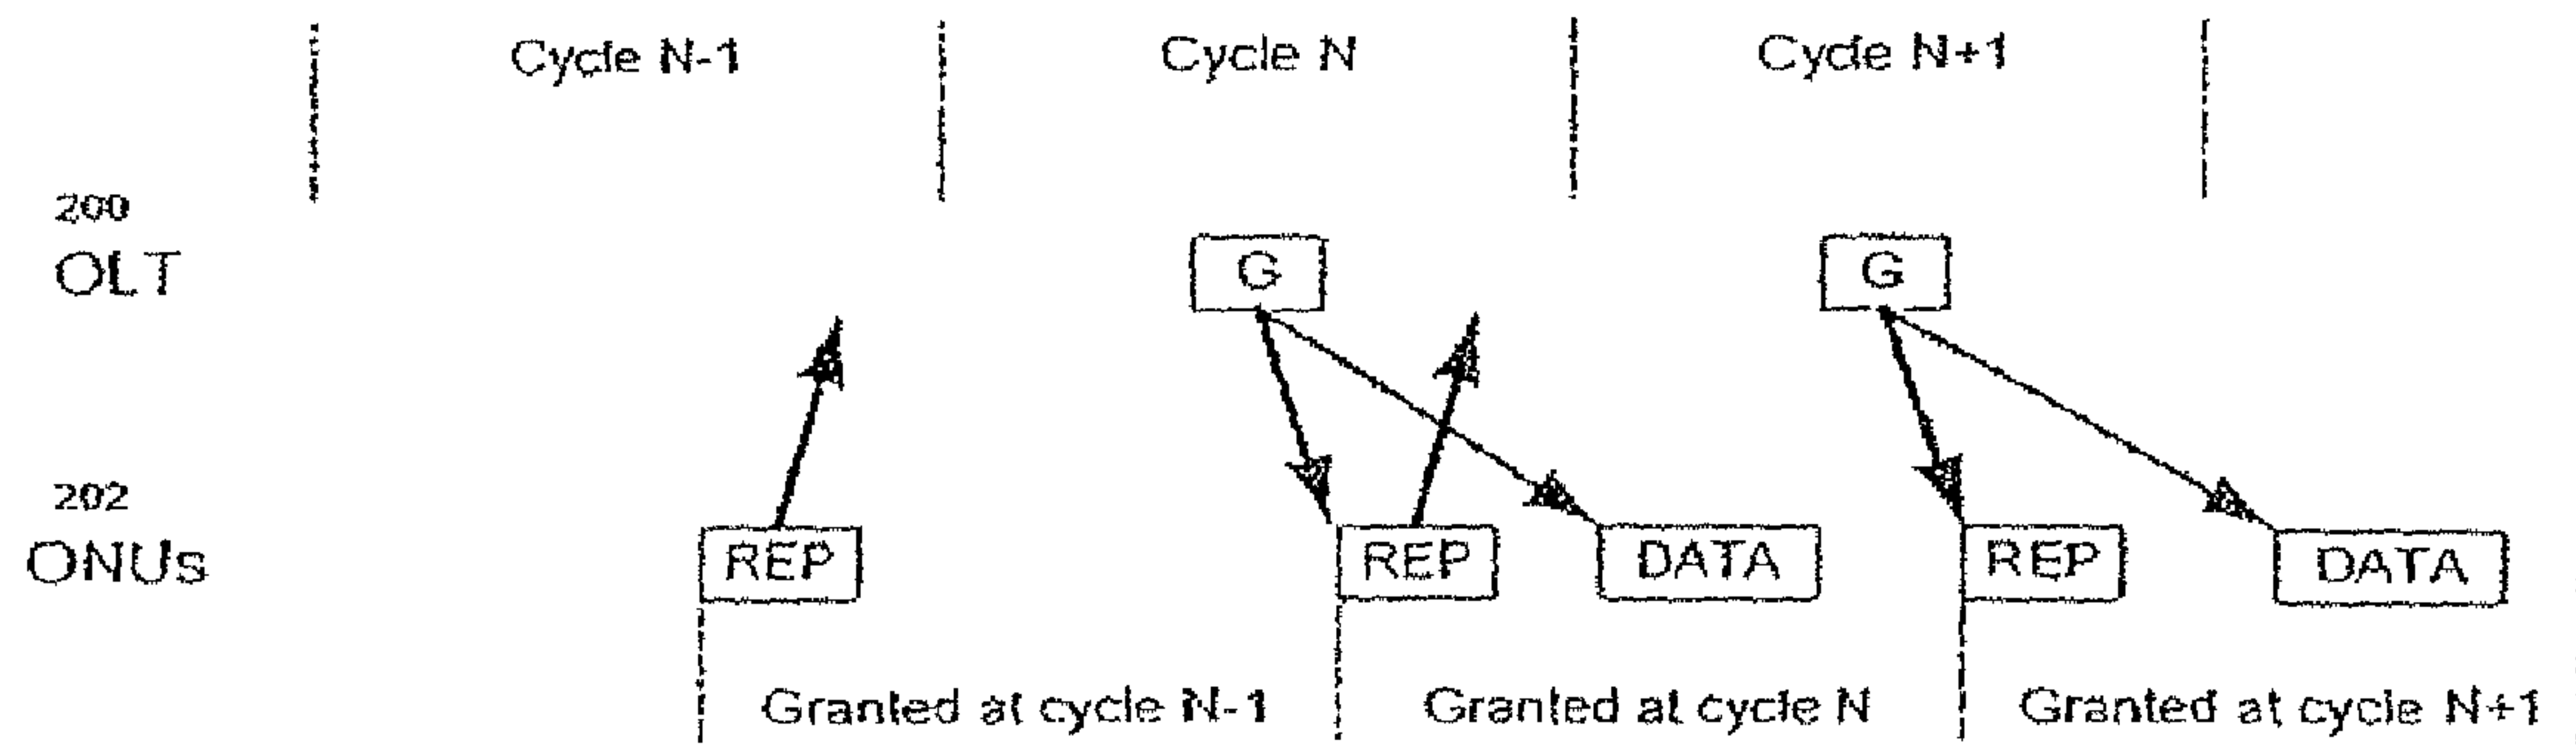 Cycle N-1 Cycle N Cycle N+1
200
OLT
G G
202
ONUs
REP REP DATA REP DATA
Granted at cycle N-1 Granted at cycle N Granted at cycle N+1